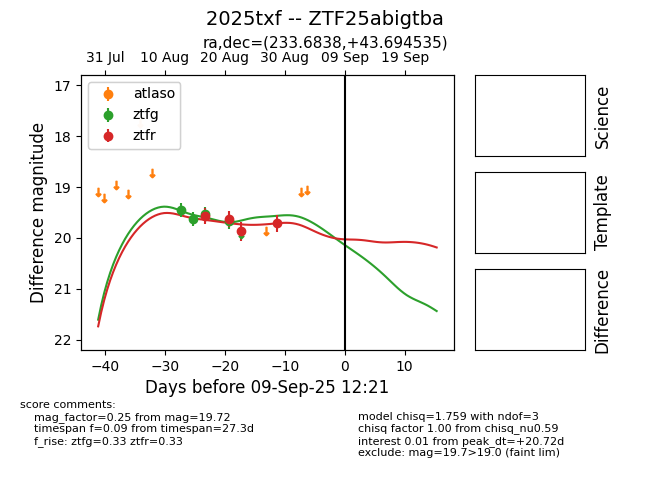 2025txf -- ZTF25abigtba
ra,dec=(233.6838,+43.694535)
31 Jul 10 Aug 20 Aug 30 Aug 09 Sep 19 Sep
17
18
19
20
21
22
Difference magnitude
atlaso
ztfg
ztfr
−40 −30 −20 −10 0 10
Days before 09-Sep-25 12:21
Science
Template
Difference
score comments:
mag_factor=0.25 from mag=19.72
timespan f=0.09 from timespan=27.3d
f_rise: ztfg=0.33 ztfr=0.33
model chisq=1.759 with ndof=3
chisq factor 1.00 from chisq_nu0.59
interest 0.01 from peak_dt=+20.72d
exclude: mag=19.7>19.0 (faint lim)